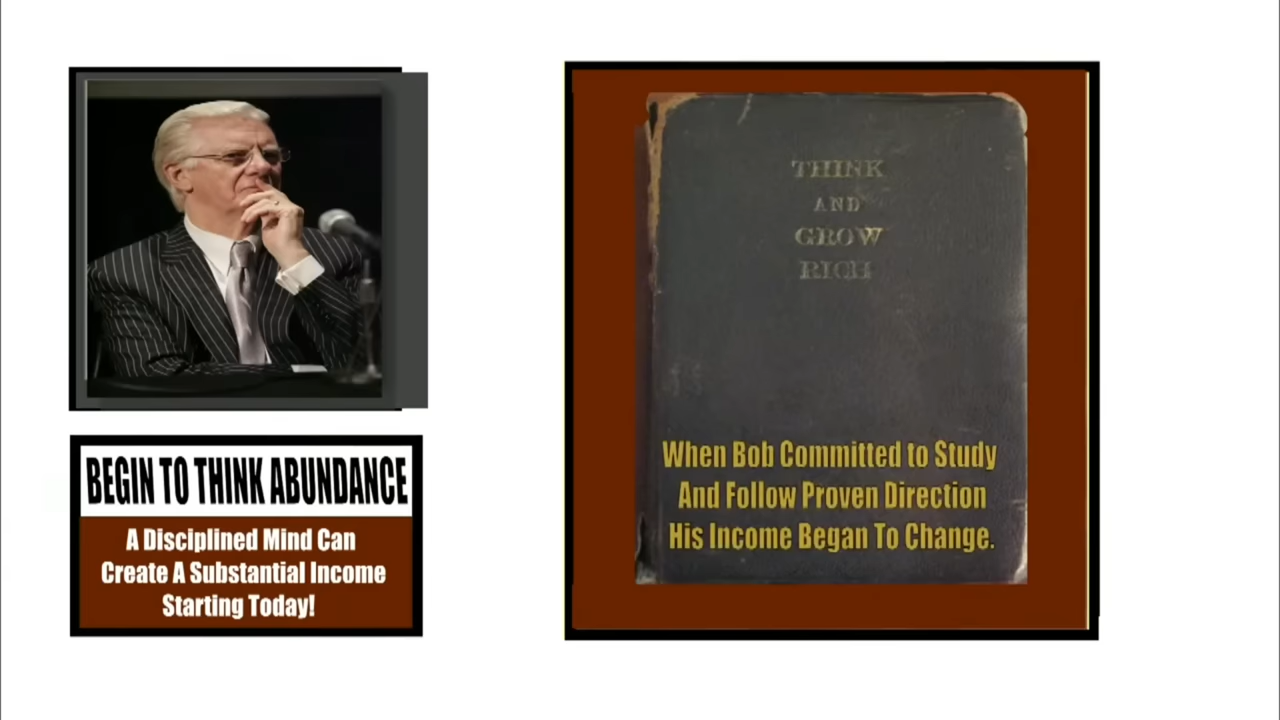 BEGIN TO THINK ABUNDANCE
A Disciplined Mind Can
Create A Substantial Income
Starting Today!
THINK
AND
GROW
RICH
When Bob Committed to Study
And Follow Proven Direction
His Income Began To Change.